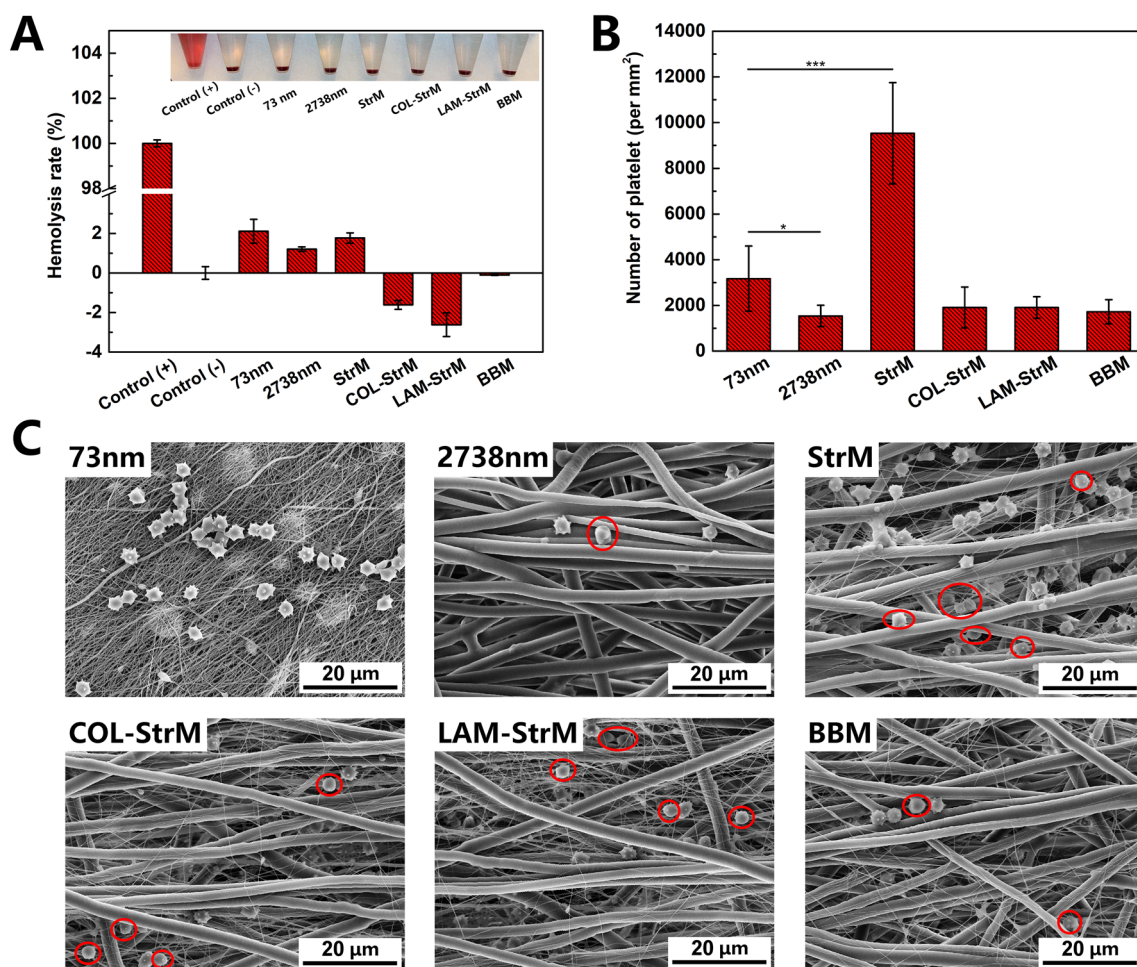 A
Hemolysis rate (%)
104
102
100
98
2
0
-2
-4
Control (+)
Control (-)
73 nm
2738nm
StrM
COL-StrM
LAM-StrM
BBM
Control (+)
Control (-)
73nm
2738nm
StrM
COL-StrM
LAM-StrM
BBM
B
Number of platelet (per mm²)
14000
12000
10000
8000
6000
4000
2000
0
***
*
73nm
2738nm
StrM
COL-StrM
LAM-StrM
BBM
C
73nm
20 μm
2738nm
20 μm
StrM
20 μm
COL-StrM
20 μm
LAM-StrM
20 μm
BBM
20 μm